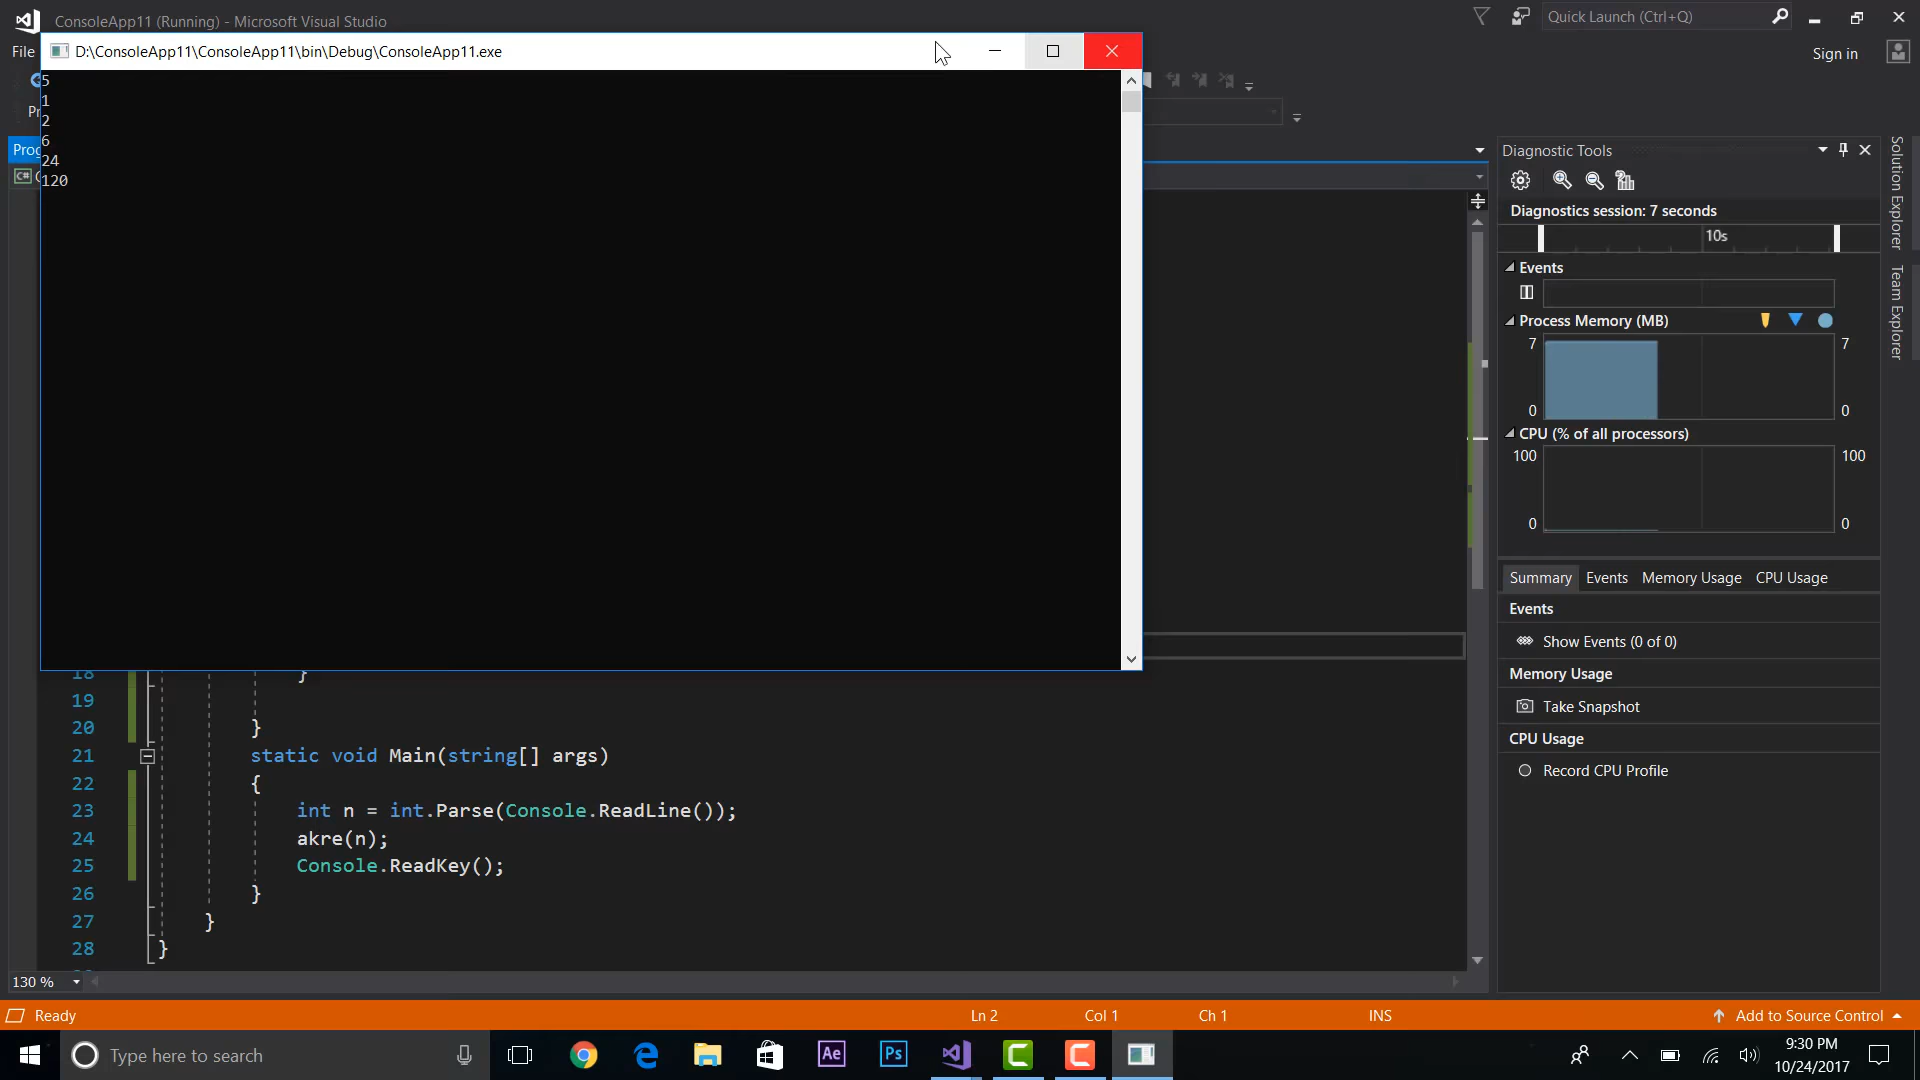 ConsoleApp11 (Running) - Microsoft Visual Studio
Quick Launch (Ctrl+Q)
File
Sign in
D:\ConsoleApp11\ConsoleApp11\bin\Debug\ConsoleApp11.exe
5
1
2
6
24
120
18 }
19
20 }
21 static void Main(string[] args)
22 {
23 int n = int.Parse(Console.ReadLine());
24 akre(n);
25 Console.ReadKey();
26 }
27 }
28 }
130 %
Diagnostic Tools
Diagnostics session: 7 seconds
10s
Events
Process Memory (MB)
7 7
0 0
CPU (% of all processors)
100 100
0 0
Summary Events Memory Usage CPU Usage
Events
Show Events (0 of 0)
Memory Usage
Take Snapshot
CPU Usage
Record CPU Profile
Solution Explorer
Team Explorer
Ready Ln 2 Col 1 Ch 1 INS Add to Source Control
Type here to search
Ae
Ps
9:30 PM
10/24/2017